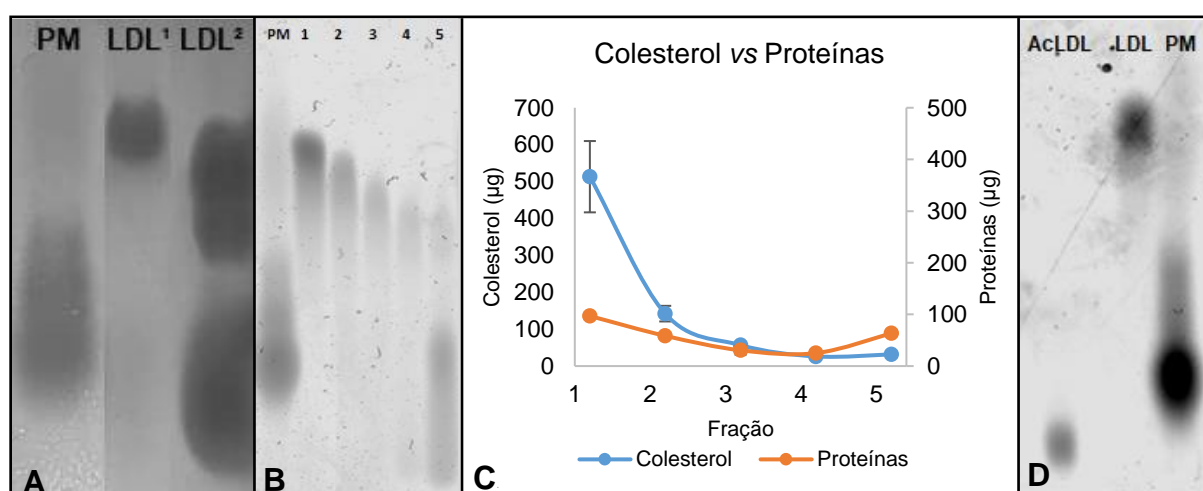 PM LDL¹ LDL²
A
PM 1 2 3 4 5
B
Colesterol vs Proteínas
700
600
500
400
300
200
100
0
Colesterol (µg)
500
400
300
200
100
0
Proteínas (µg)
1 2 3 4 5
Fração
Colesterol Proteínas
C
AcLDL LDL PM
D